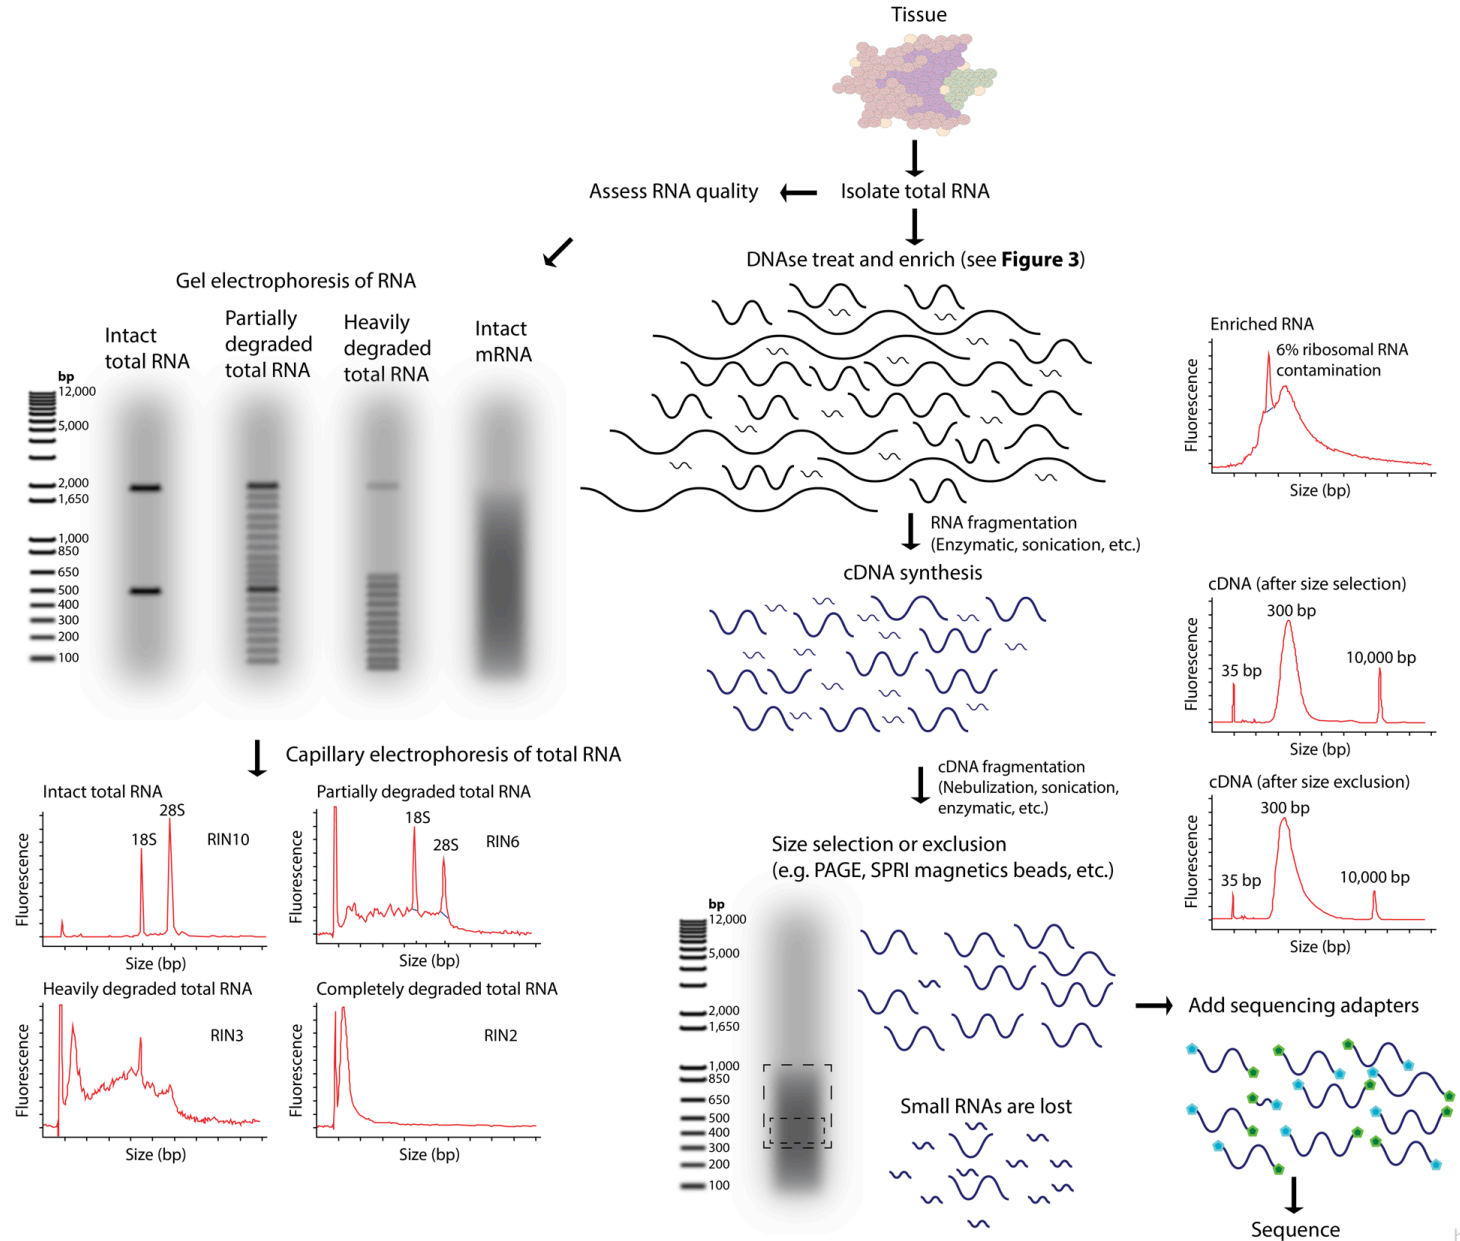 Tissue
Assess RNA quality
Isolate total RNA
DNAse treat and enrich (see Figure 3)
Gel electrophoresis of RNA
Intact
total RNA
Partially
degraded
total RNA
Heavily
degraded
total RNA
Intact
mRNA
bp
12,000
5,000
2,000
1,650
1,000
850
650
500
400
300
200
100
Enriched RNA
6% ribosomal RNA
contamination
Fluorescence
Size (bp)
RNA fragmentation
(Enzymatic, sonication, etc.)
cDNA synthesis
cDNA (after size selection)
300 bp
35 bp
10,000 bp
Fluorescence
Size (bp)
cDNA fragmentation
(Nebulization, sonication,
enzymatic, etc.)
cDNA (after size exclusion)
300 bp
35 bp
10,000 bp
Fluorescence
Size (bp)
Capillary electrophoresis of total RNA
Intact total RNA
28S
18S
RIN10
Fluorescence
Size (bp)
Partially degraded total RNA
18S
28S
RIN6
Fluorescence
Size (bp)
Heavily degraded total RNA
RIN3
Fluorescence
Size (bp)
Completely degraded total RNA
RIN2
Fluorescence
Size (bp)
Size selection or exclusion
(e.g. PAGE, SPRI magnetics beads, etc.)
bp
12,000
5,000
2,000
1,650
1,000
850
650
500
400
300
200
100
Small RNAs are lost
Add sequencing adapters
Sequence